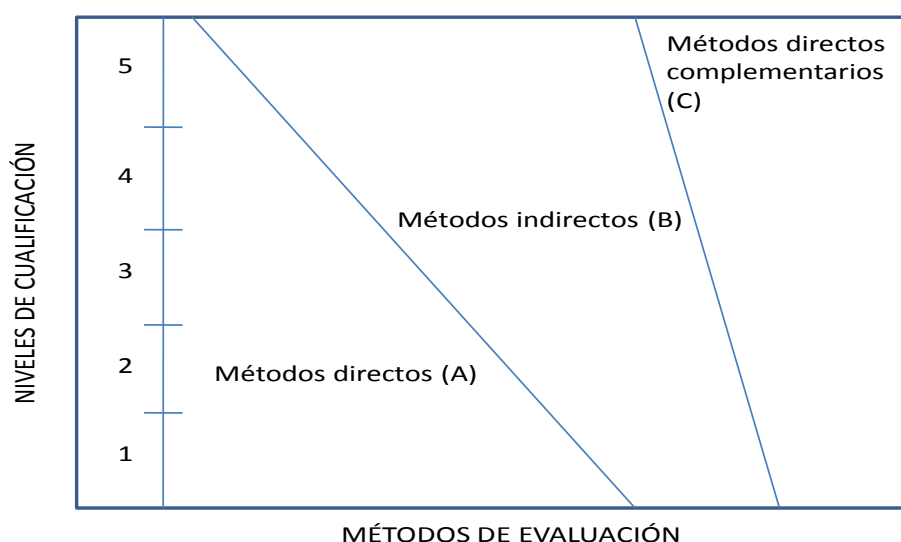 Métodos directos
complementarios
(C)
5
4
Métodos indirectos (B)
3
2
Métodos directos (A)
1
NIVELES DE CUALIFICACIÓN
MÉTODOS DE EVALUACIÓN